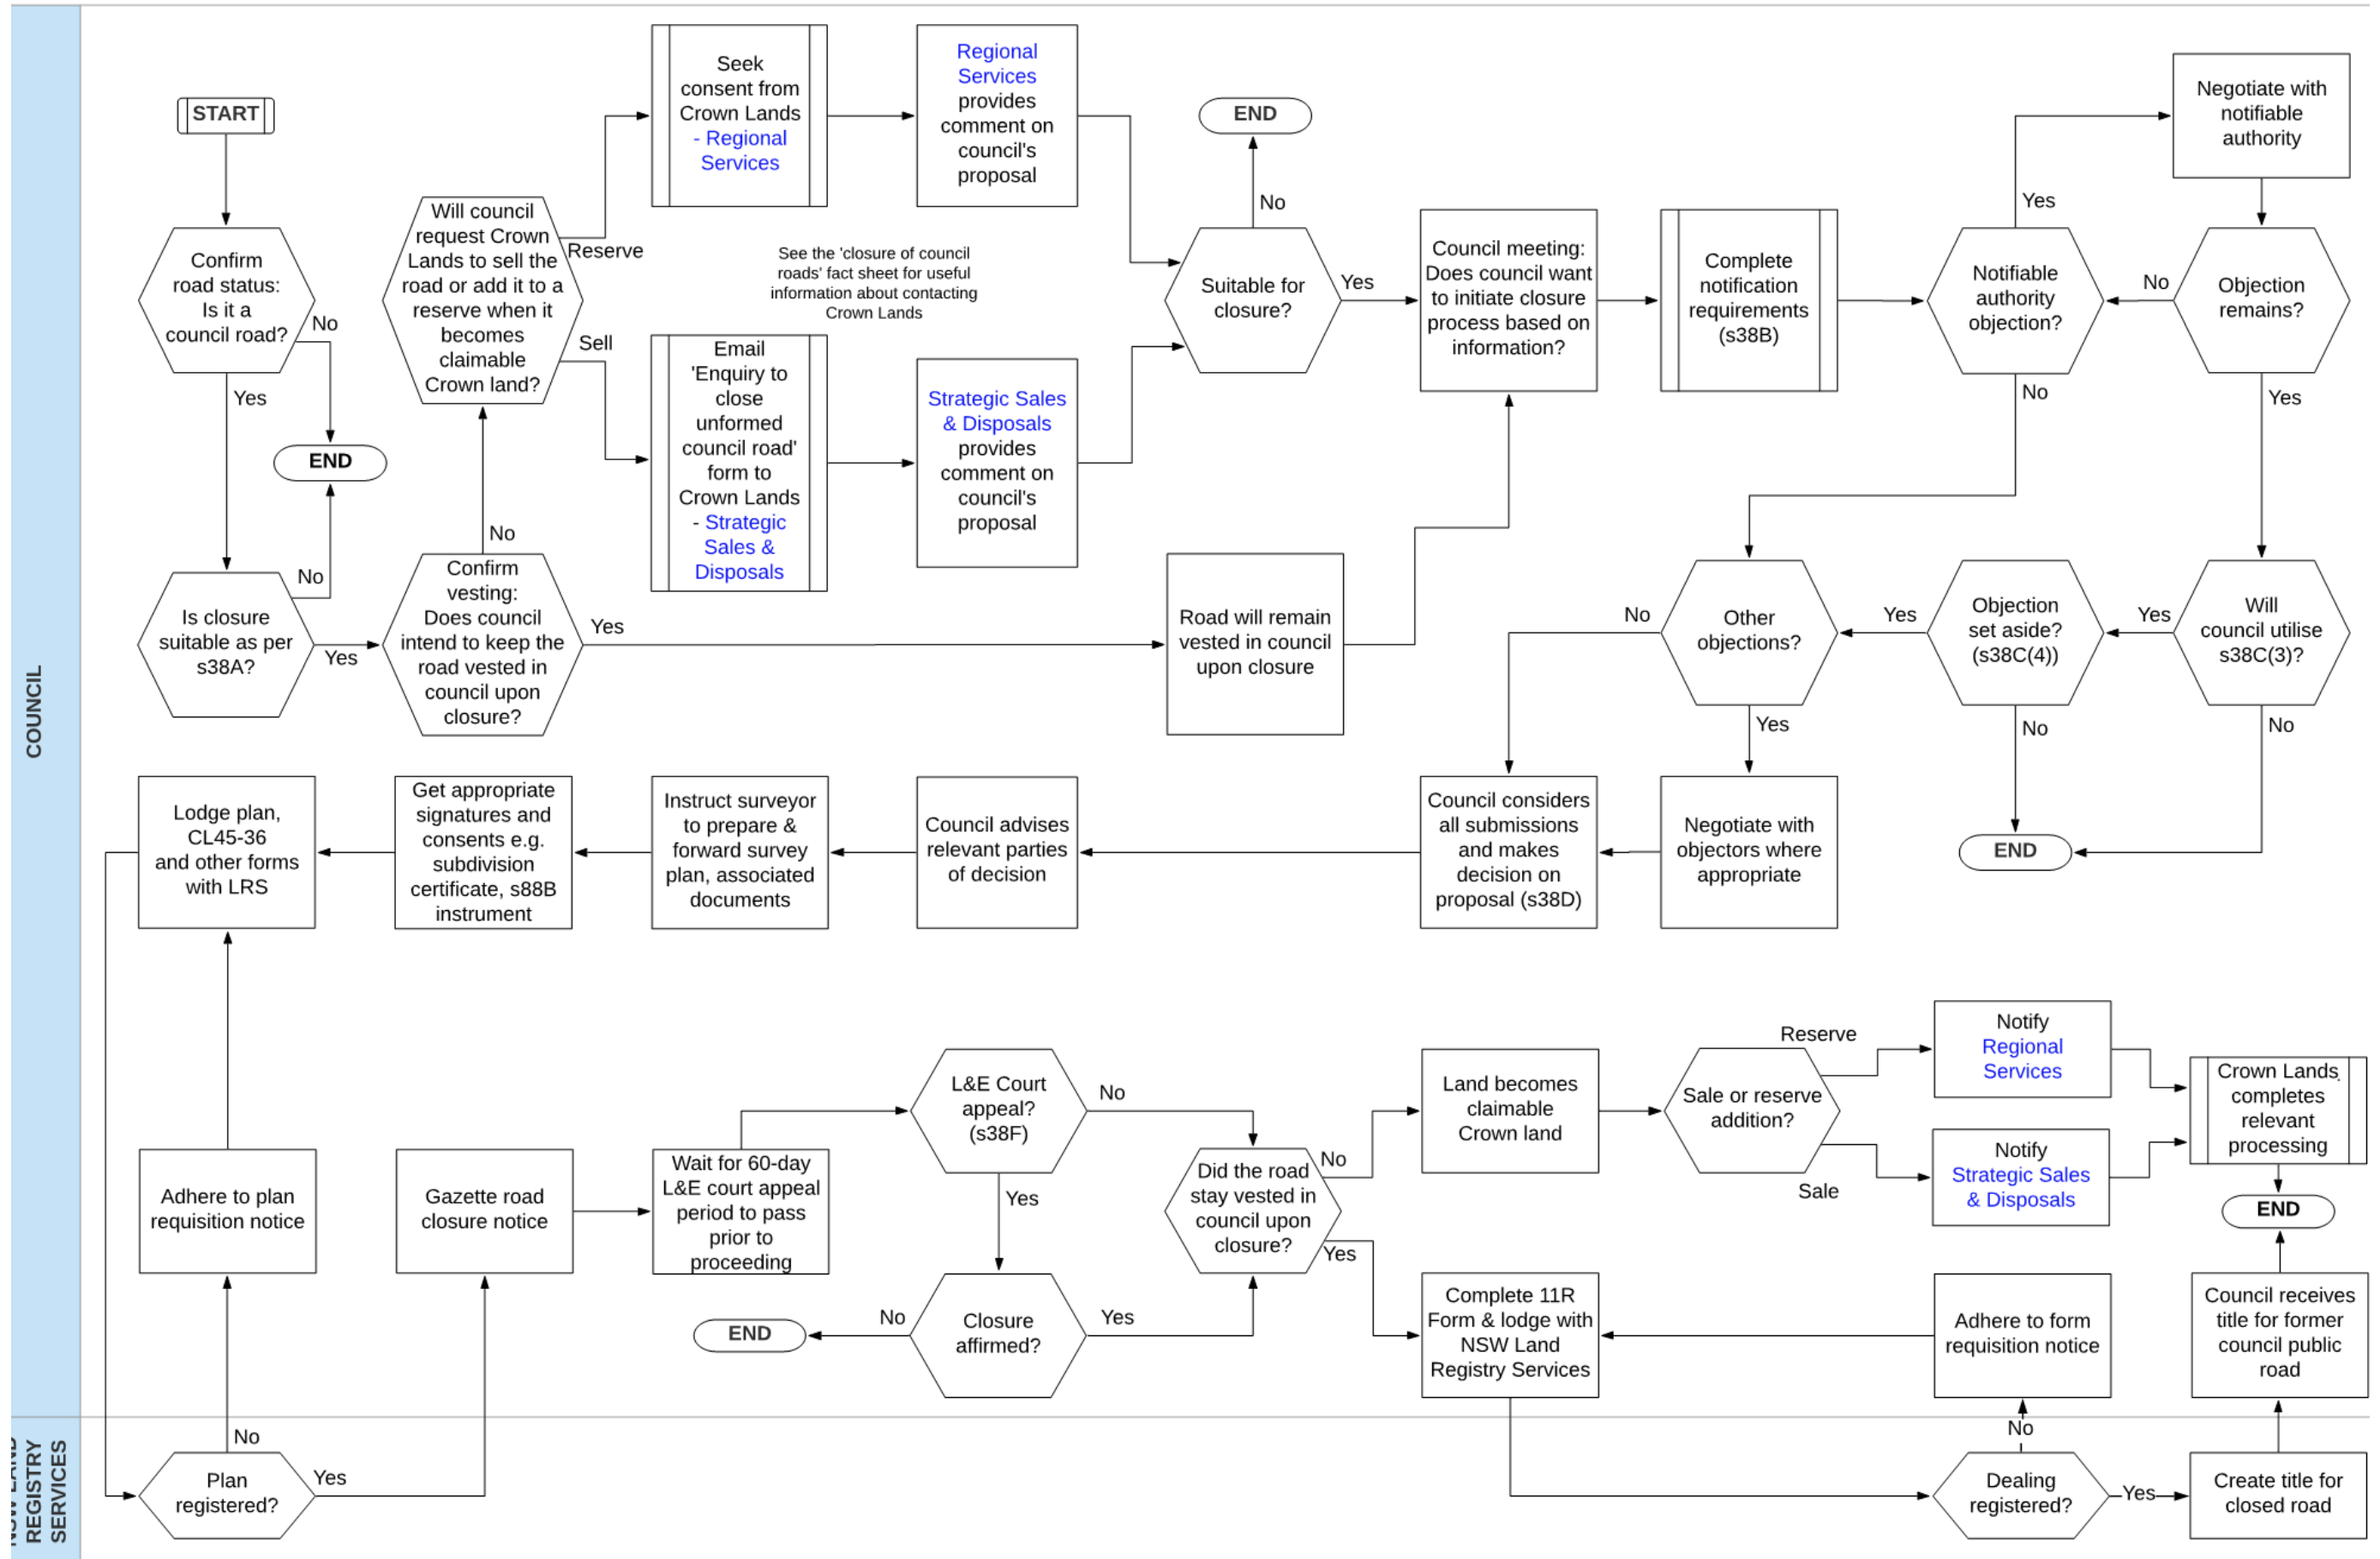 COUNCIL
START
Confirm
road status:
Is it a
council road?
No
Yes
END
No
Is closure
suitable as per
s38A?
Yes
Confirm
vesting:
Does council
intend to keep the
road vested in
council upon
closure?
No
Yes
Will council
request Crown
Lands to sell the
road or add it to a
reserve when it
becomes
claimable
Crown land?
Reserve
Sell
Seek
consent from
Crown Lands
- Regional
Services
Regional
Services
provides
comment on
council's
proposal
See the 'closure of council
roads' fact sheet for useful
information about contacting
Crown Lands
Email
'Enquiry to
close
unformed
council road'
form to
Crown Lands
- Strategic
Sales &
Disposals
Strategic Sales
& Disposals
provides
comment on
council's
proposal
END
No
Suitable for
closure?
Yes
Road will remain
vested in council
upon closure
Council meeting:
Does council want
to initiate closure
process based on
information?
Complete
notification
requirements
(s38B)
Notifiable
authority
objection?
Yes
No
Negotiate with
notifiable
authority
Objection
remains?
No
Yes
Will
council utilise
s38C(3)?
Yes
No
Objection
set aside?
(s38C(4))
Yes
No
END
Other
objections?
No
Yes
Negotiate with
objectors where
appropriate
Council considers
all submissions
and makes
decision on
proposal (s38D)
Council advises
relevant parties
of decision
Instruct surveyor
to prepare &
forward survey
plan, associated
documents
Get appropriate
signatures and
consents e.g.
subdivision
certificate, s88B
instrument
Lodge plan,
CL45-36
and other forms
with LRS
Adhere to plan
requisition notice
Gazette road
closure notice
Wait for 60-day
L&E court appeal
period to pass
prior to
proceeding
L&E Court
appeal?
(s38F)
No
Yes
Closure
affirmed?
No
Yes
END
Did the road
stay vested in
council upon
closure?
No
Yes
Land becomes
claimable
Crown land
Sale or reserve
addition?
Reserve
Sale
Notify
Regional
Services
Notify
Strategic Sales
& Disposals
Crown Lands
completes
relevant
processing
END
Complete 11R
Form & lodge with
NSW Land
Registry Services
Adhere to form
requisition notice
Council receives
title for former
council public
road
REGISTRY
SERVICES
Plan
registered?
No
Yes
Dealing
registered?
No
Yes
Create title for
closed road